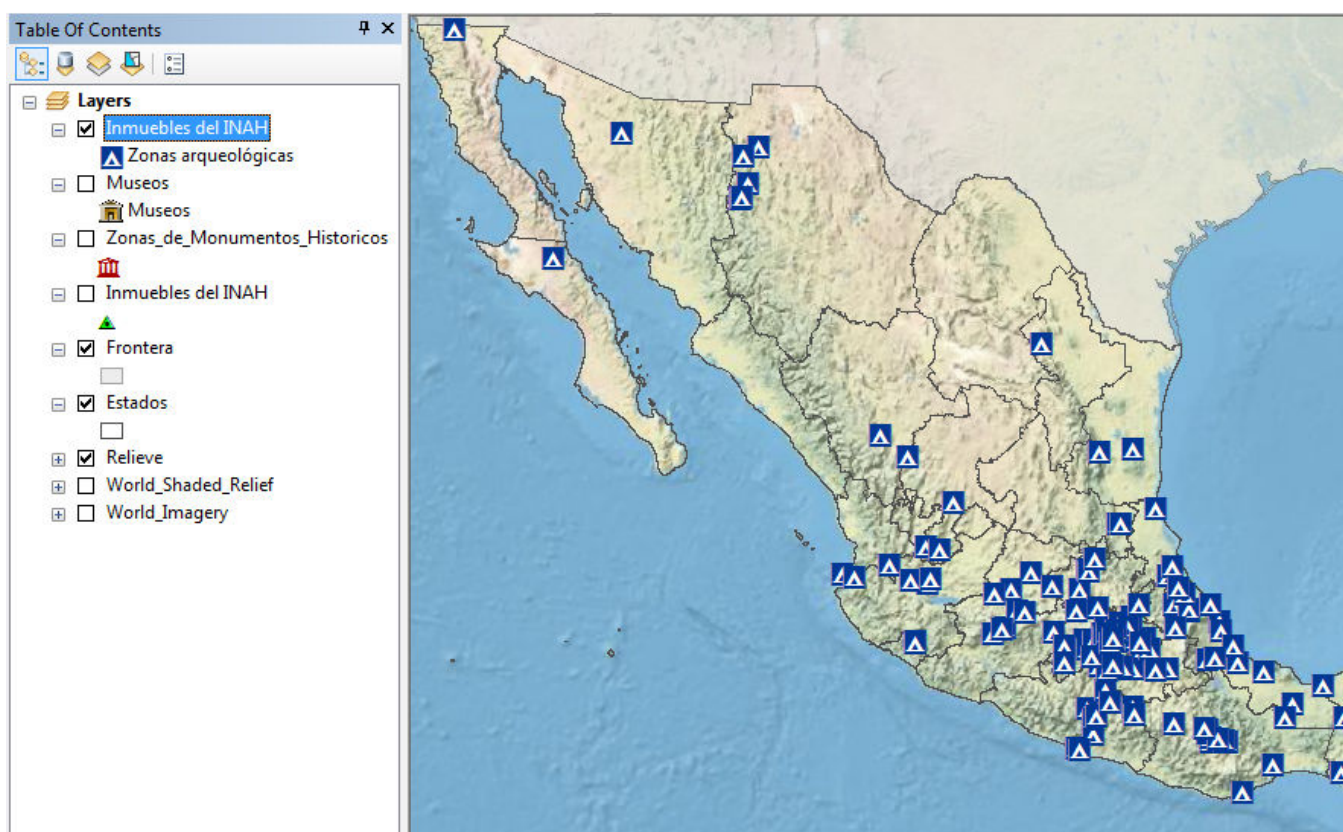 Table Of Contents
Layers
Inmuebles del INAH
Zonas arqueológicas
Museos
Museos
Zonas_de_Monumentos_Historicos
Inmuebles del INAH
Frontera
Estados
Relieve
World_Shaded_Relief
World_Imagery